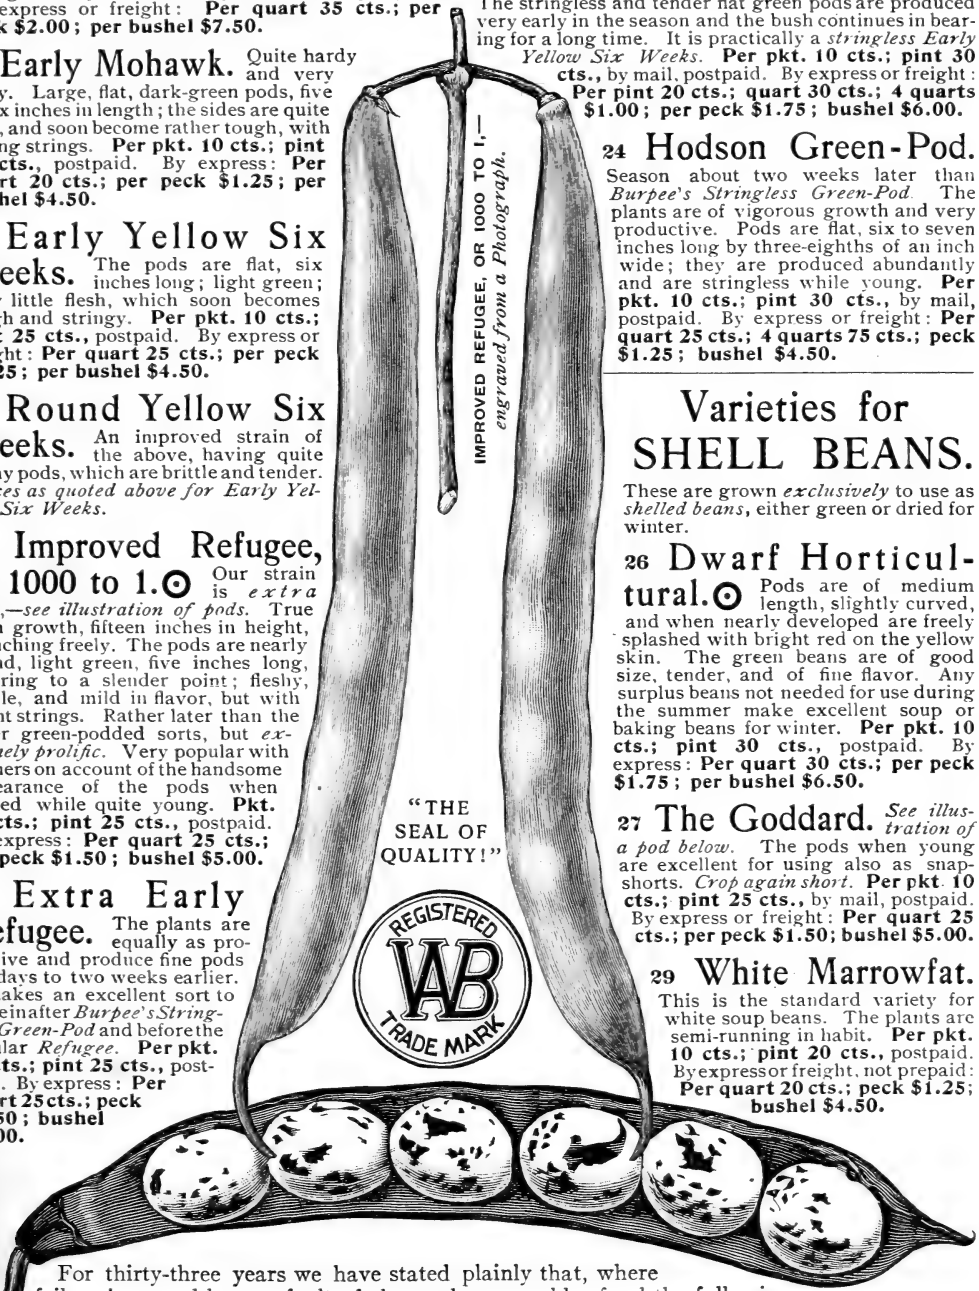 express or freight: Per quart 35 cts.; per
k $2.00; per bushel $7.50.
Early Mohawk. Quite hardy
and very
y. Large, flat, dark-green pods, five
x inches in length; the sides are quite
, and soon become rather tough, with
ng strings. Per pkt. 10 cts.; pint
cts., postpaid. By express: Per
rt 20 cts.; per peck $1.25; per
hel $4.50.
Early Yellow Six
eeks. The pods are flat, six
inches long; light green;
little flesh, which soon becomes
gh and stringy. Per pkt. 10 cts.;
t 25 cts., postpaid. By express or
ght: Per quart 25 cts.; per peck
25; per bushel $4.50.
Round Yellow Six
eeks. An improved strain of
the above, having quite
ny pods, which are brittle and tender.
ces as quoted above for Early Yel-
Six Weeks.
Improved Refugee,
1000 to 1. Our strain
is extra
,—see illustration of pods. True
n growth, fifteen inches in height,
nching freely. The pods are nearly
nd, light green, five inches long,
ring to a slender point; fleshy,
le, and mild in flavor, but with
nt strings. Rather later than the
r green-podded sorts, but ex-
nely prolific. Very popular with
ners on account of the handsome
earance of the pods when
ed while quite young. Pkt.
cts.; pint 25 cts., postpaid.
express: Per quart 25 cts.;
peck $1.50; bushel $5.00.
Extra Early
efugee. The plants are
equally as pro-
ive and produce fine pods
days to two weeks earlier.
akes an excellent sort to
einafter Burpee's String-
Green-Pod and before the
lar Refugee. Per pkt.
ts.; pint 25 cts., post-
. By express: Per
rt 25 cts.; peck
50; bushel
00.
IMPROVED REFUGEE, OR 1000 TO 1,—
engraved from a Photograph.
"THE
SEAL OF
QUALITY!"
REGISTERED
WAB
TRADE MARK
The stringless and tender flat green pods are produced
very early in the season and the bush continues in bear-
ing for a long time. It is practically a stringless Early
Yellow Six Weeks. Per pkt. 10 cts.; pint 30
cts., by mail, postpaid. By express or freight:
Per pint 20 cts.; quart 30 cts.; 4 quarts
$1.00; per peck $1.75; bushel $6.00.
24 Hodson Green-Pod.
Season about two weeks later than
Burpee's Stringless Green-Pod. The
plants are of vigorous growth and very
productive. Pods are flat, six to seven
inches long by three-eighths of an inch
wide; they are produced abundantly
and are stringless while young. Per
pkt. 10 cts.; pint 30 cts., by mail,
postpaid. By express or freight: Per
quart 25 cts.; 4 quarts 75 cts.; peck
$1.25; bushel $4.50.
Varieties for
SHELL BEANS.
These are grown exclusively to use as
shelled beans, either green or dried for
winter.
26 Dwarf Horticul-
tural. Pods are of medium
length, slightly curved,
and when nearly developed are freely
splashed with bright red on the yellow
skin. The green beans are of good
size, tender, and of fine flavor. Any
surplus beans not needed for use during
the summer make excellent soup or
baking beans for winter. Per pkt. 10
cts.; pint 30 cts., postpaid. By
express: Per quart 30 cts.; per peck
$1.75; per bushel $6.50.
27 The Goddard. See illus-
tration of
a pod below. The pods when young
are excellent for using also as snap-
shorts. Crop again short. Per pkt. 10
cts.; pint 25 cts., by mail, postpaid.
By express or freight: Per quart 25
cts.; per peck $1.50; bushel $5.00.
29 White Marrowfat.
This is the standard variety for
white soup beans. The plants are
semi-running in habit. Per pkt.
10 cts.; pint 20 cts., postpaid.
By express or freight, not prepaid:
Per quart 20 cts.; peck $1.25;
bushel $4.50.
For thirty-three years we have stated plainly that, where